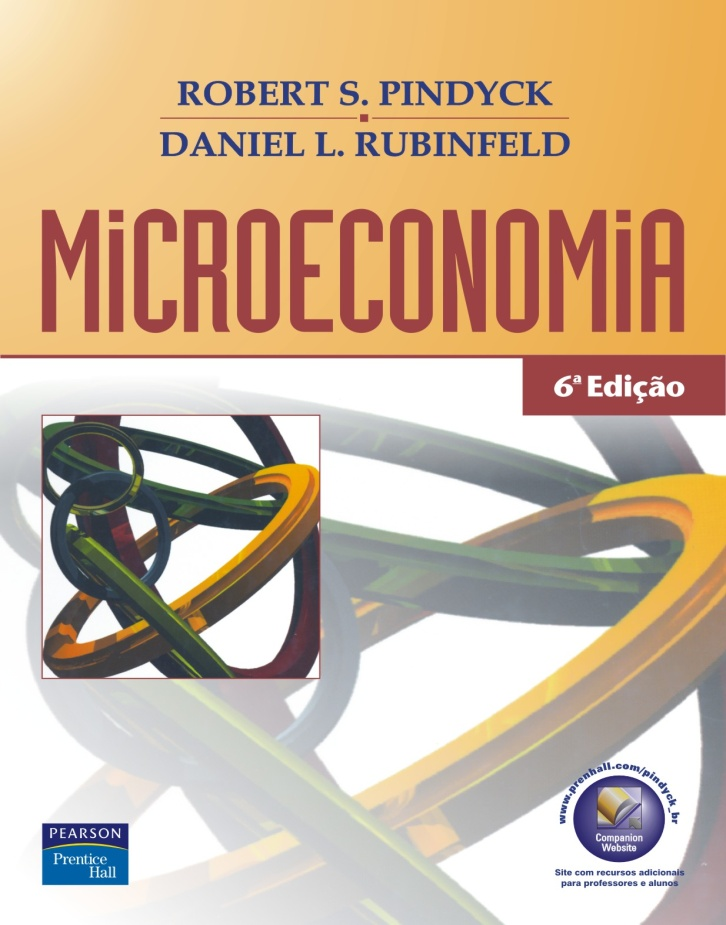 ROBERT S. PINDYCK
DANIEL L. RUBINFELD
MiCROECONOMiA
6ª Edição
www.prenhall.com/pindyck_br
Companion
Website
PEARSON
Prentice
Hall
Site com recursos adicionais
para professores e alunos